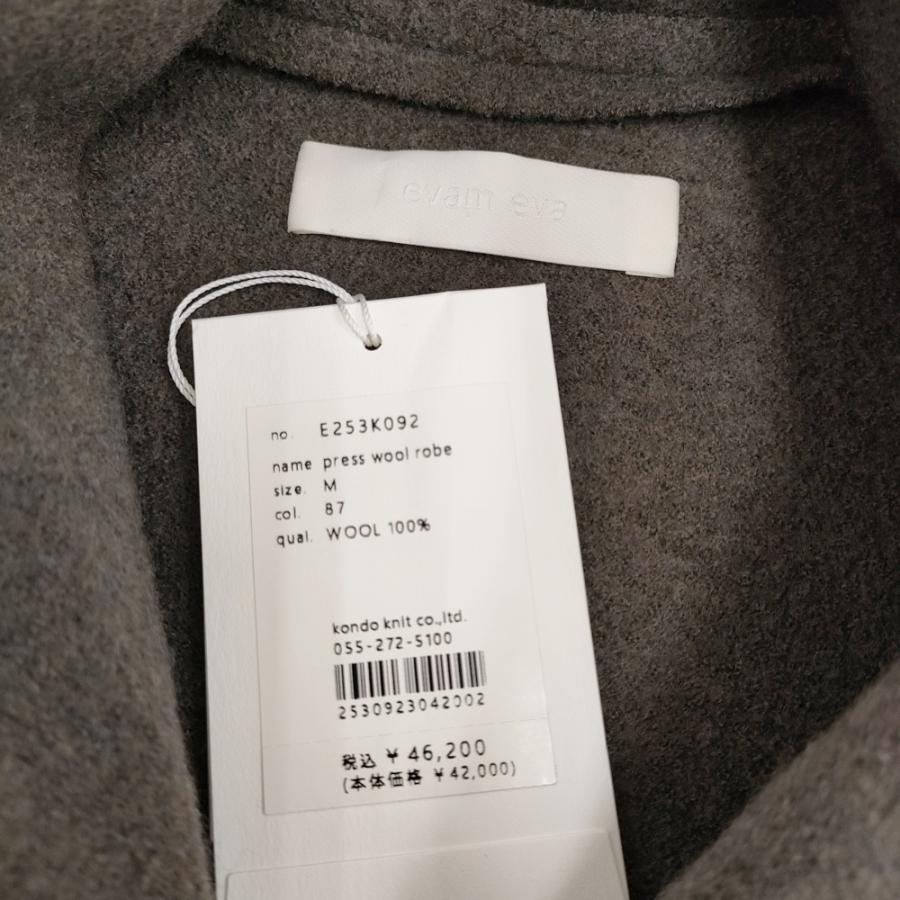 evam eva
no. E253K092
name press wool robe
size. M
col. 87
qual. WOOL 100%
kondo knit co.,ltd.
055-272-5100
2530923042002
税込 ￥46,200
(本体価格 ￥42,000)